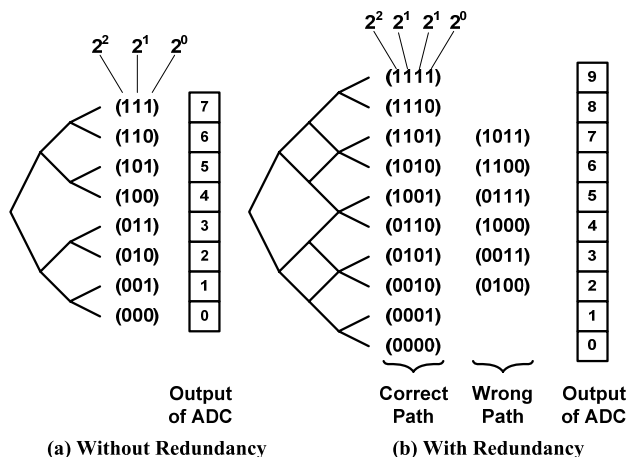 2² 2¹ 2⁰
(111) 7
(110) 6
(101) 5
(100) 4
(011) 3
(010) 2
(001) 1
(000) 0
Output
of ADC
(a) Without Redundancy
2² 2¹ 2¹ 2⁰
(1111) 9
(1110) 8
(1101) (1011) 7
(1010) (1100) 6
(1001) (0111) 5
(0110) (1000) 4
(0101) (0011) 3
(0010) (0100) 2
(0001) 1
(0000) 0
Correct Wrong Output
Path Path of ADC
(b) With Redundancy